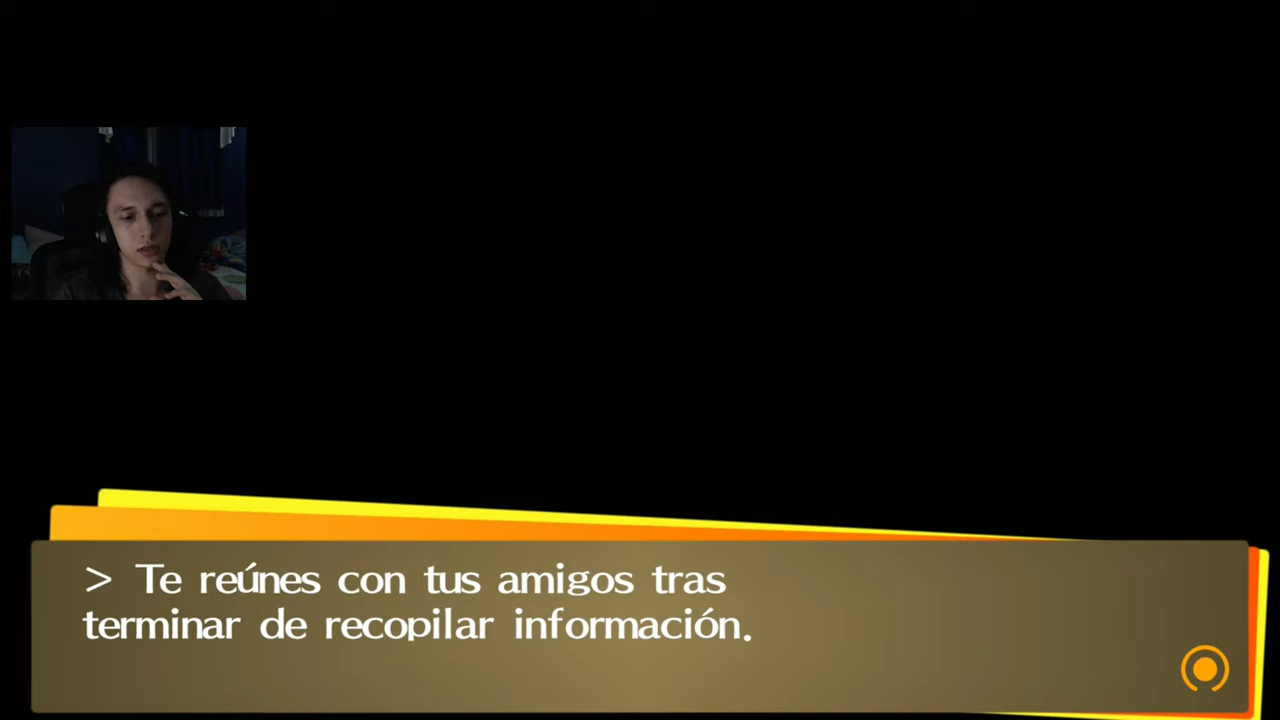 > Te reúnes con tus amigos tras
terminar de recopilar información.